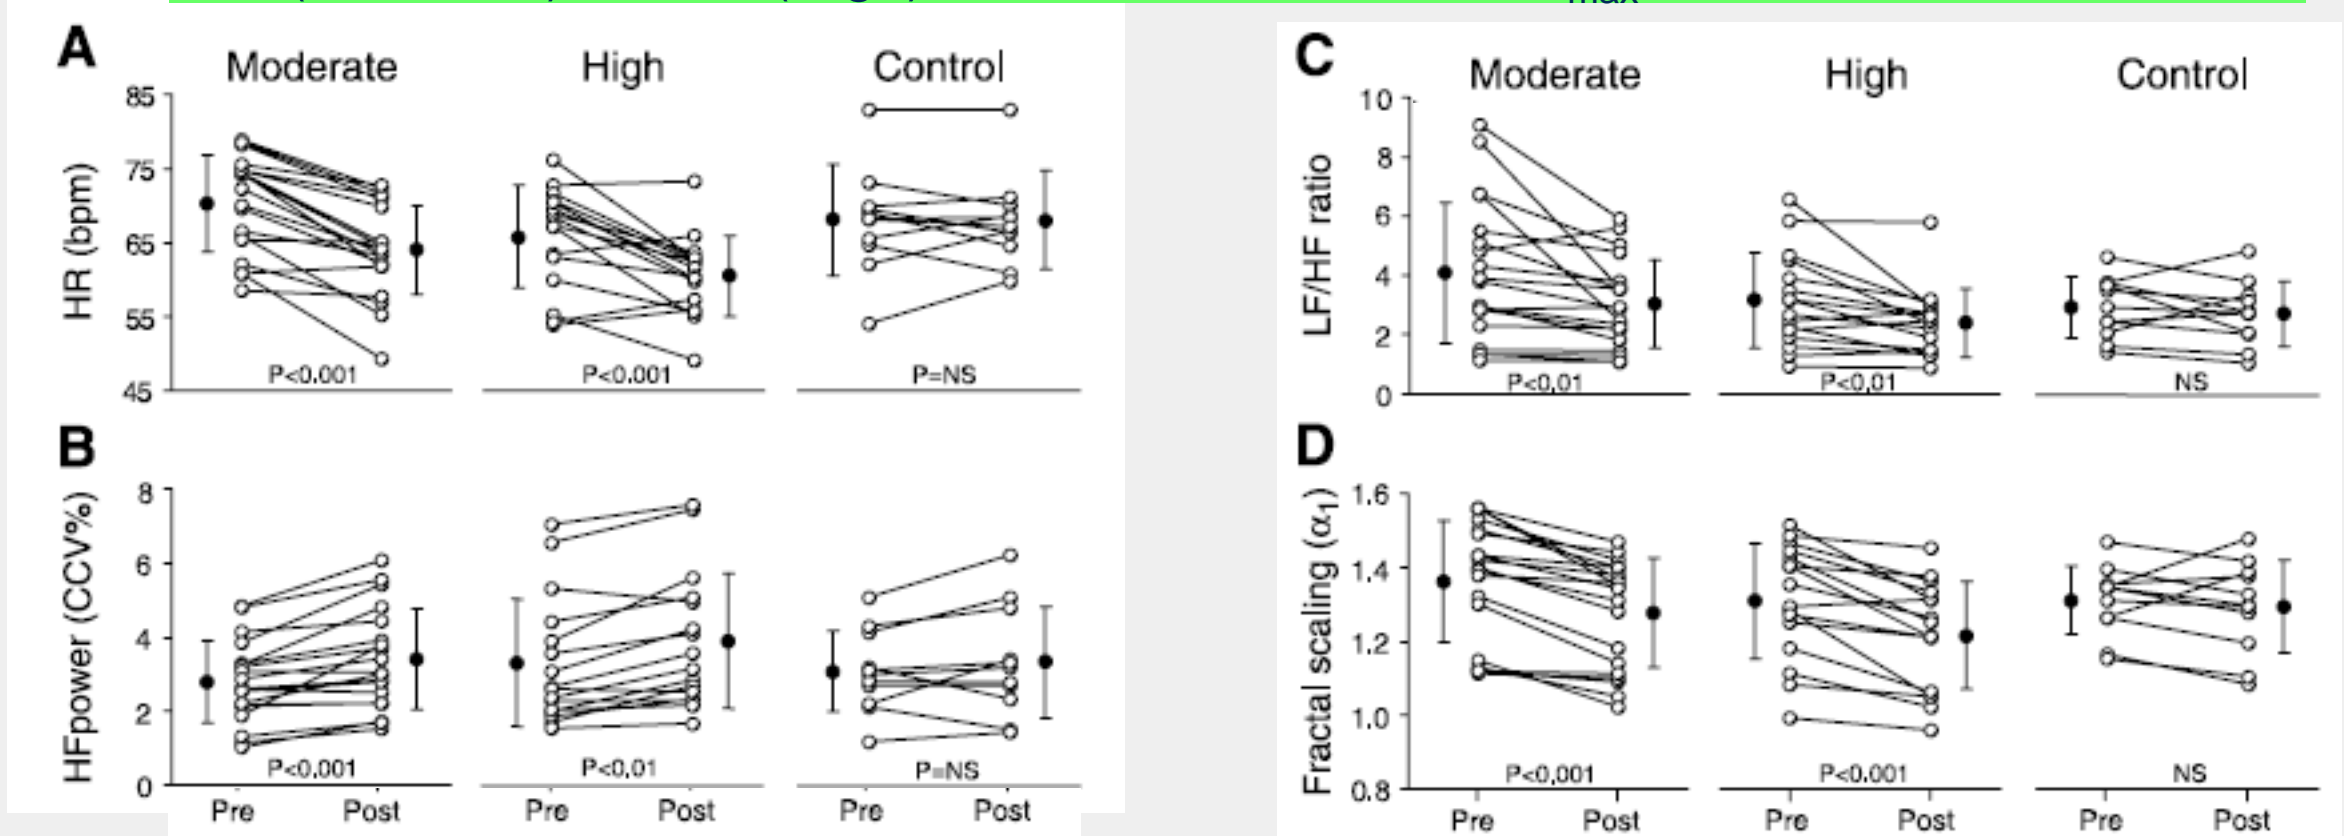 max
A
Moderate High Control
HR (bpm)
85
75
65
55
45
P<0.001 P<0.001 P=NS
B
HFpower (CCV%)
8
6
4
2
0
P<0.001 P<0.01 P=NS
Pre Post Pre Post Pre Post
C
Moderate High Control
LF/HF ratio
10
8
6
4
2
0
P<0.01 P<0.01 NS
D
Fractal scaling (α1)
1.6
1.4
1.2
1.0
0.8
P<0.001 P<0.001 NS
Pre Post Pre Post Pre Post